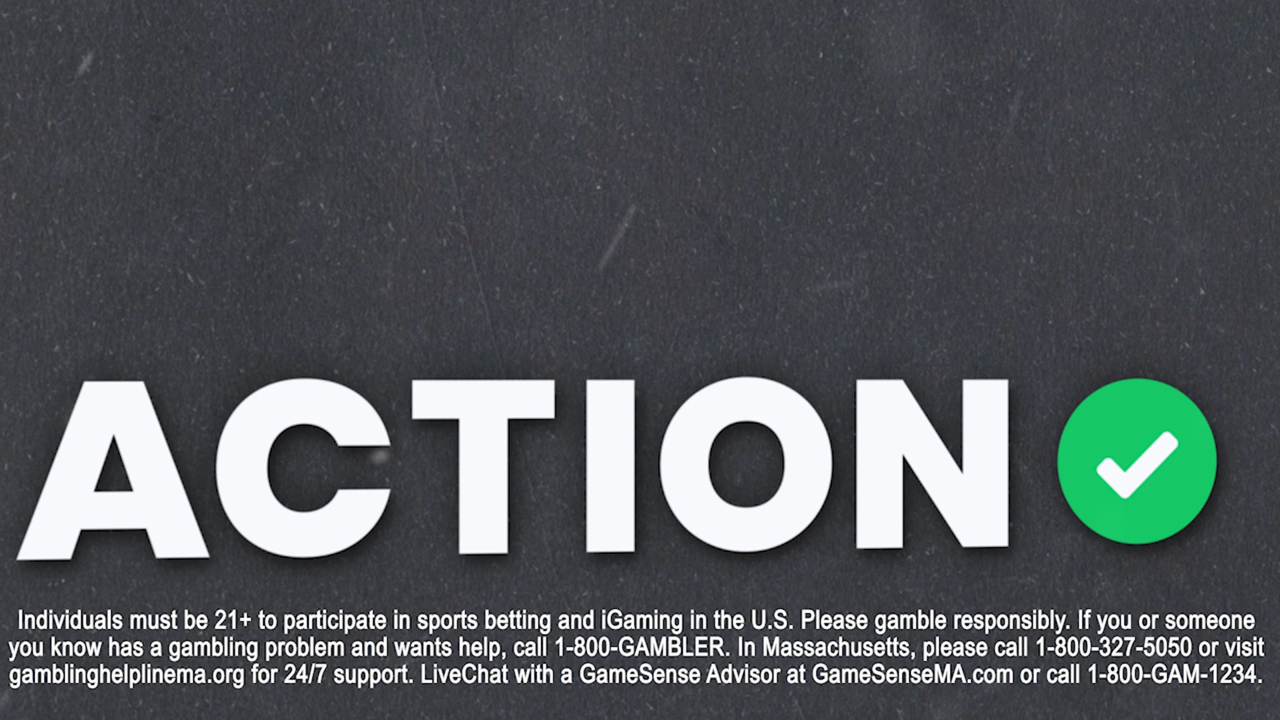 ACTION
Individuals must be 21+ to participate in sports betting and iGaming in the U.S. Please gamble responsibly. If you or someone
you know has a gambling problem and wants help, call 1-800-GAMBLER. In Massachusetts, please call 1-800-327-5050 or visit
gamblinghelplinema.org for 24/7 support. LiveChat with a GameSense Advisor at GameSenseMA.com or call 1-800-GAM-1234.